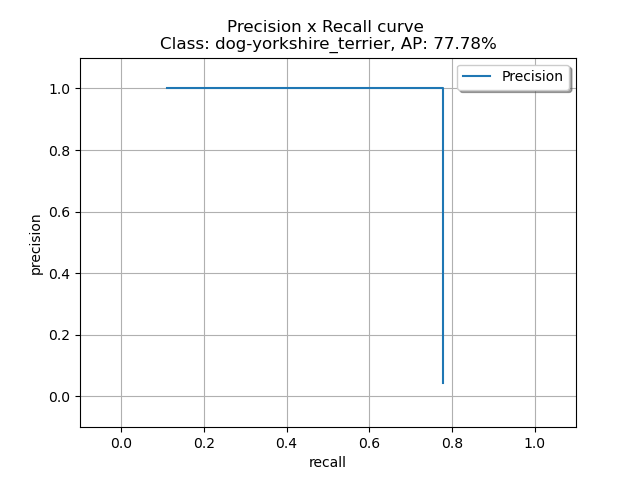 Precision x Recall curve
Class: dog-yorkshire_terrier, AP: 77.78%
Precision
1.0
0.8
0.6
0.4
0.2
0.0
precision
0.0 0.2 0.4 0.6 0.8 1.0
recall